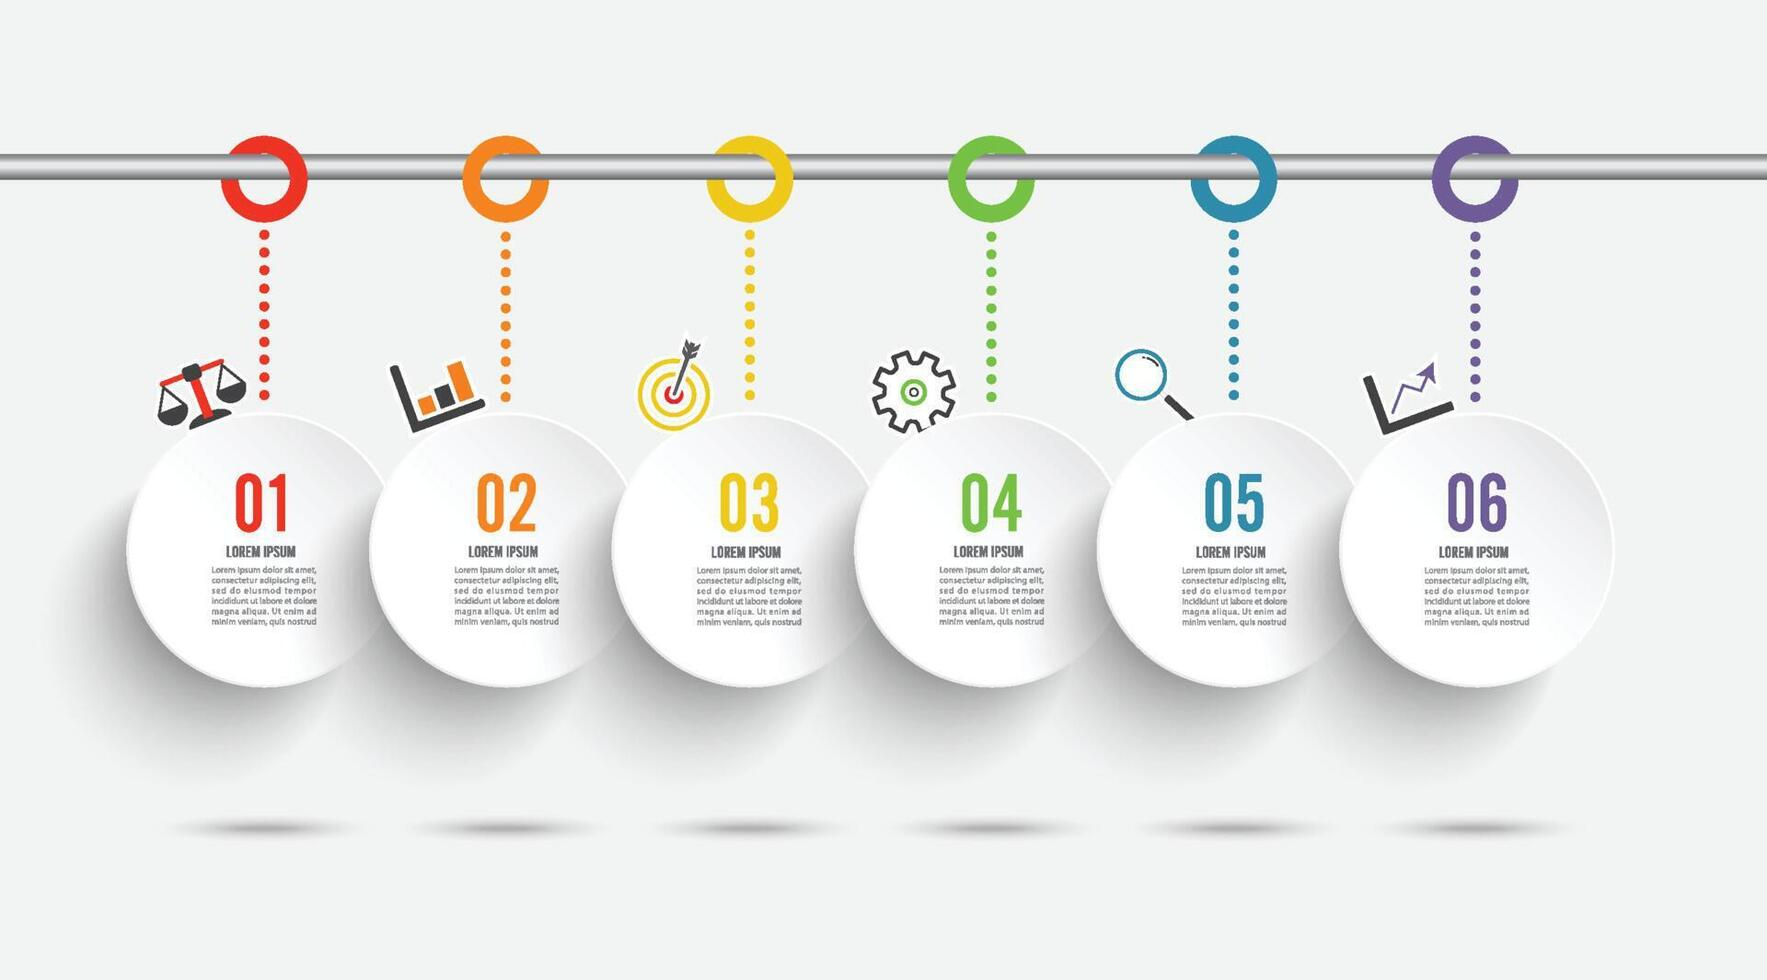 01
LOREM IPSUM
Lorem ipsum dolor sit amet,
consectetur adipiscing elit,
sed do eiusmod tempor
incididunt ut labore et dolore
magna aliqua. Ut enim ad
minim veniam, quis nostrud
02
LOREM IPSUM
Lorem ipsum dolor sit amet,
consectetur adipiscing elit,
sed do eiusmod tempor
incididunt ut labore et dolore
magna aliqua. Ut enim ad
minim veniam, quis nostrud
03
LOREM IPSUM
Lorem ipsum dolor sit amet,
consectetur adipiscing elit,
sed do eiusmod tempor
incididunt ut labore et dolore
magna aliqua. Ut enim ad
minim veniam, quis nostrud
04
LOREM IPSUM
Lorem ipsum dolor sit amet,
consectetur adipiscing elit,
sed do eiusmod tempor
incididunt ut labore et dolore
magna aliqua. Ut enim ad
minim veniam, quis nostrud
05
LOREM IPSUM
Lorem ipsum dolor sit amet,
consectetur adipiscing elit,
sed do eiusmod tempor
incididunt ut labore et dolore
magna aliqua. Ut enim ad
minim veniam, quis nostrud
06
LOREM IPSUM
Lorem ipsum dolor sit amet,
consectetur adipiscing elit,
sed do eiusmod tempor
incididunt ut labore et dolore
magna aliqua. Ut enim ad
minim veniam, quis nostrud